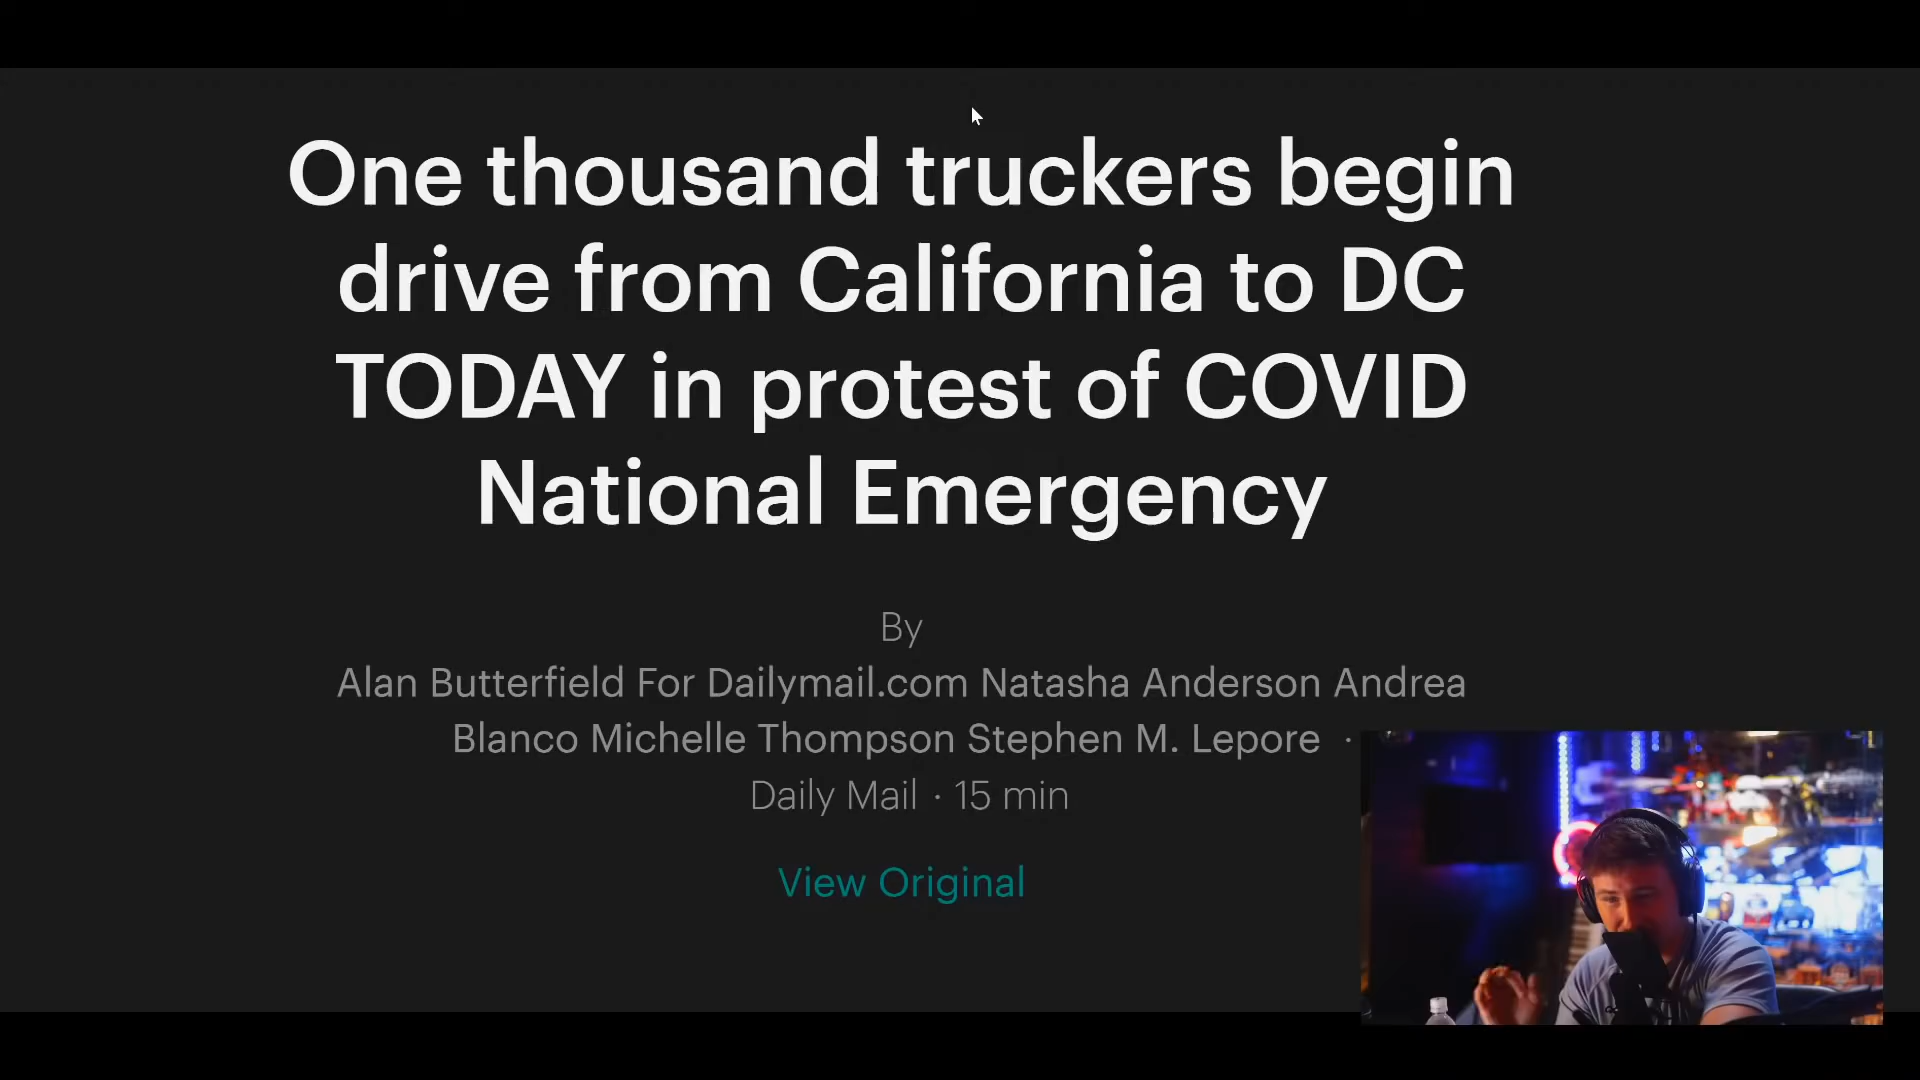 One thousand truckers begin
drive from California to DC
TODAY in protest of COVID
National Emergency
By
Alan Butterfield For Dailymail.com Natasha Anderson Andrea
Blanco Michelle Thompson Stephen M. Lepore ·
Daily Mail · 15 min
View Original